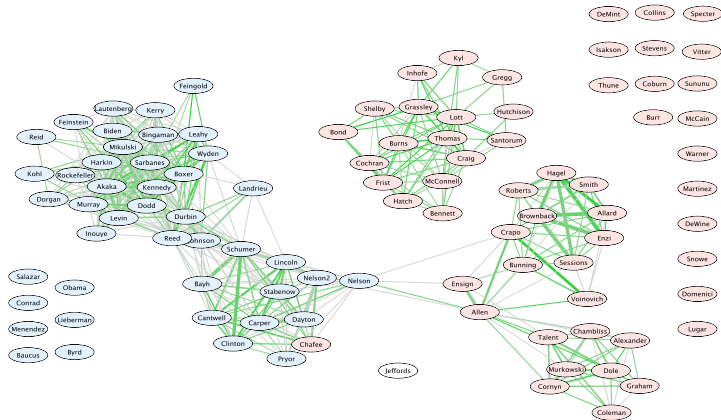 DeMint
Collins
Specter
Isakson
Stevens
Vitter
Thune
Coburn
Sununu
Burr
McCain
Warner
Martinez
DeWine
Snowe
Domenici
Lugar
Kyl
Inhofe
Gregg
Shelby
Grassley
Lott
Hutchison
Bond
Burns
Thomas
Santorum
Cochran
Craig
Frist
McConnell
Hatch
Bennett
Feingold
Lautenberg
Kerry
Feinstein
Biden
Bingaman
Leahy
Reid
Mikulski
Wyden
Harkin
Sarbanes
Kohl
Rockefeller
Boxer
Akaka
Kennedy
Landrieu
Dorgan
Murray
Dodd
Levin
Durbin
Inouye
Reed
Johnson
Schumer
Lincoln
Bayh
Stabenow
Nelson2
Nelson
Cantwell
Carper
Dayton
Clinton
Chafee
Pryor
Salazar
Obama
Conrad
Menendez
Lieberman
Baucus
Byrd
Jeffords
Hagel
Roberts
Smith
Brownback
Allard
Crapo
Enzi
Bunning
Sessions
Ensign
Voinovich
Allen
Talent
Chambliss
Alexander
Murkowski
Dole
Cornyn
Graham
Coleman